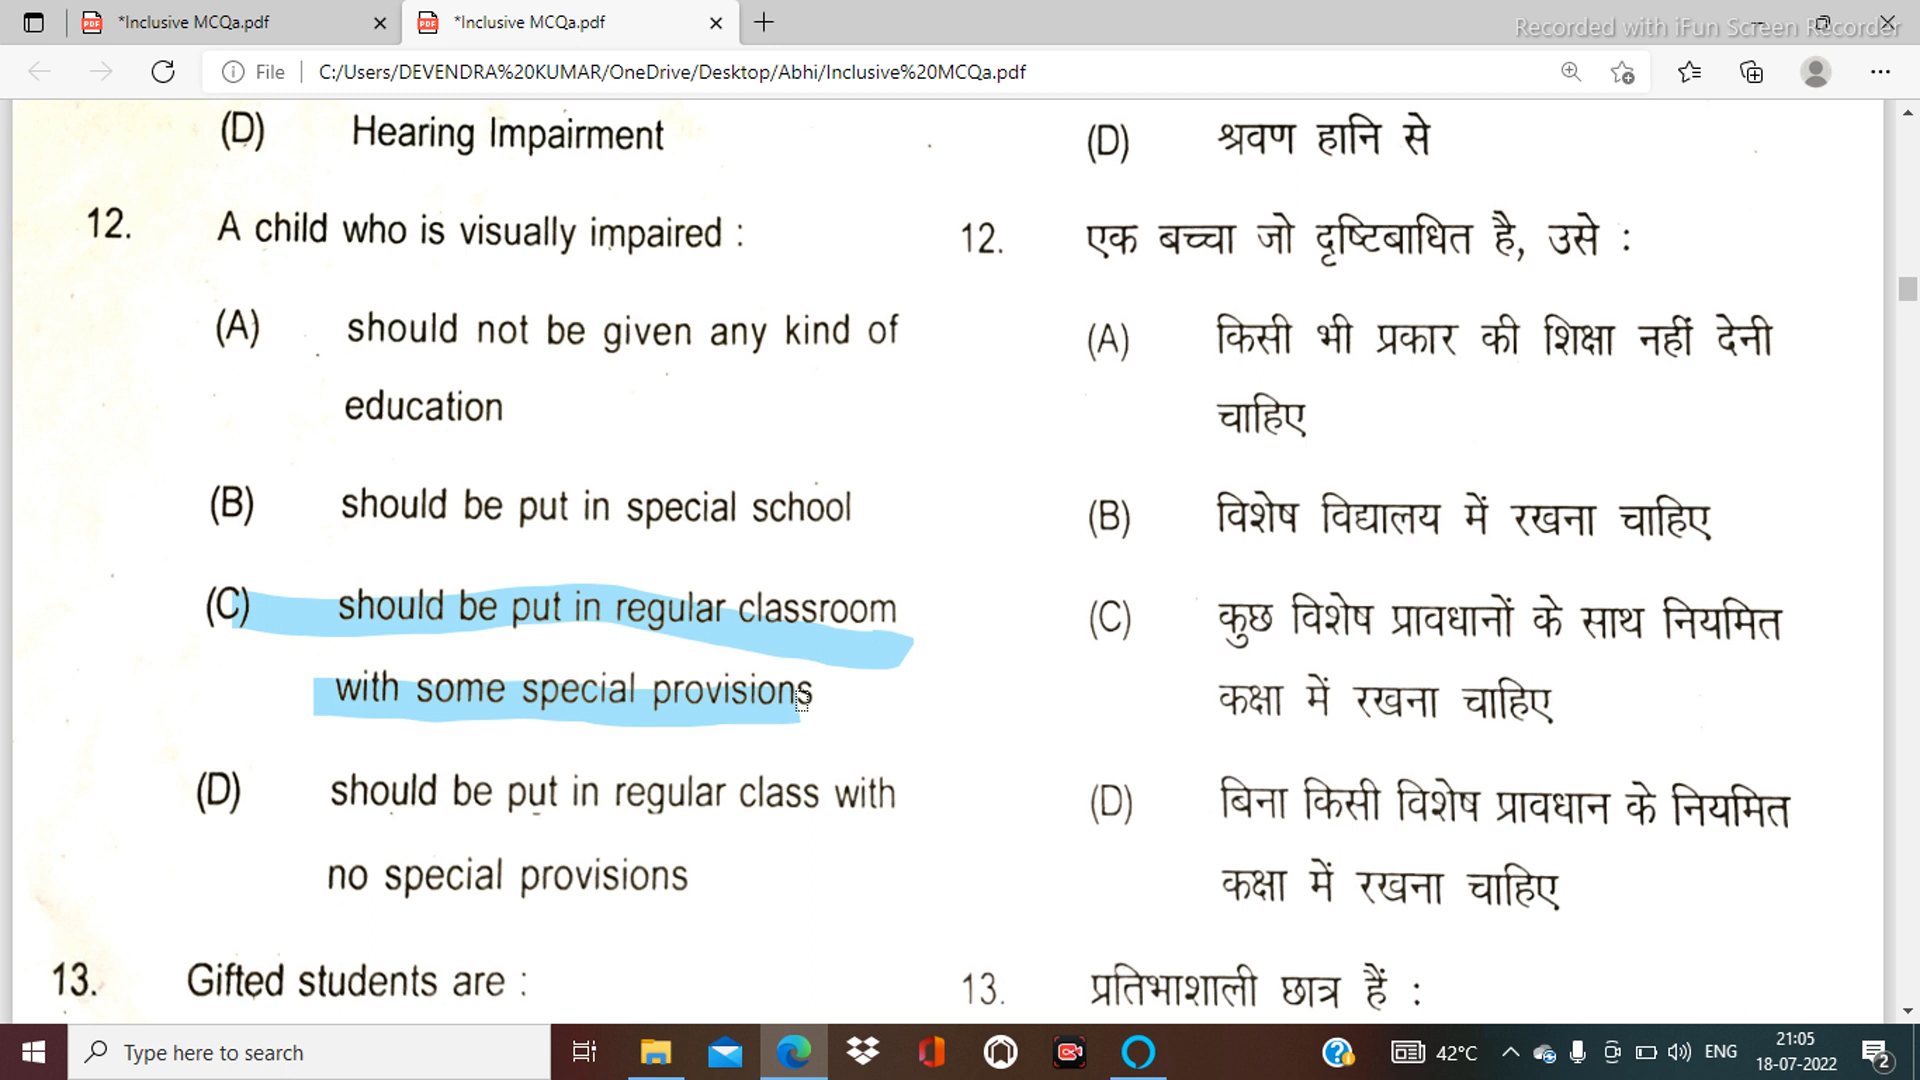 *Inclusive MCQa.pdf
*Inclusive MCQa.pdf
Recorded with iFun Screen Recorder
File
C:/Users/DEVENDRA%20KUMAR/OneDrive/Desktop/Abhi/Inclusive%20MCQa.pdf
(D) Hearing Impairment
12. A child who is visually impaired :
(A) should not be given any kind of
education
(B) should be put in special school
(C) should be put in regular classroom
with some special provisions
(D) should be put in regular class with
no special provisions
13. Gifted students are :
(D) श्रवण हानि से
12. एक बच्चा जो दृष्टिबाधित है, उसे :
(A) किसी भी प्रकार की शिक्षा नहीं देनी
चाहिए
(B) विशेष विद्यालय में रखना चाहिए
(C) कुछ विशेष प्रावधानों के साथ नियमित
कक्षा में रखना चाहिए
(D) बिना किसी विशेष प्रावधान के नियमित
कक्षा में रखना चाहिए
13. प्रतिभाशाली छात्र हैं :
Type here to search
42°C
ENG
21:05
18-07-2022
2